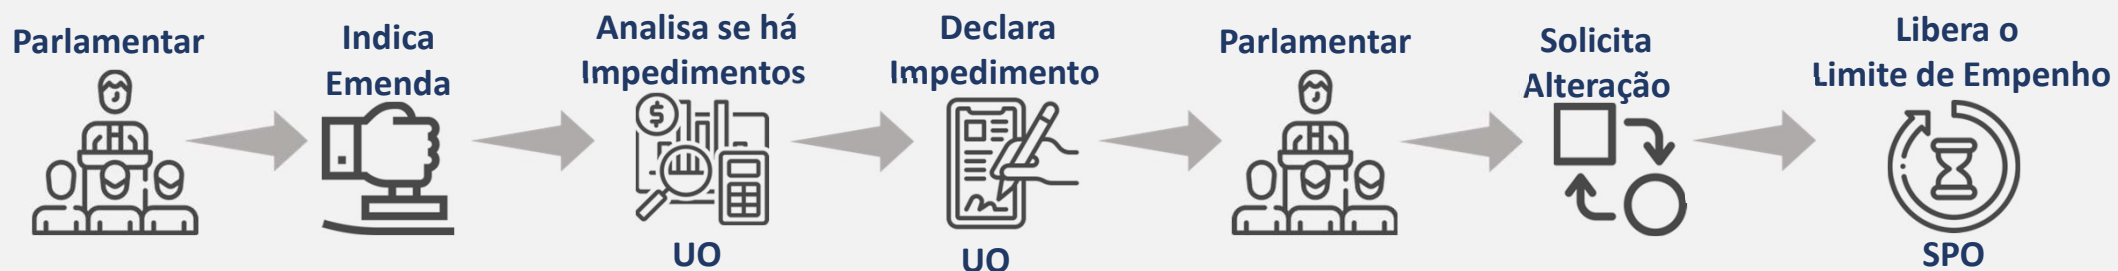 Parlamentar
Indica
Emenda
Analisa se há
Impedimentos
UO
Declara
Impedimento
UO
Parlamentar
Solicita
Alteração
Libera o
Limite de Empenho
SPO